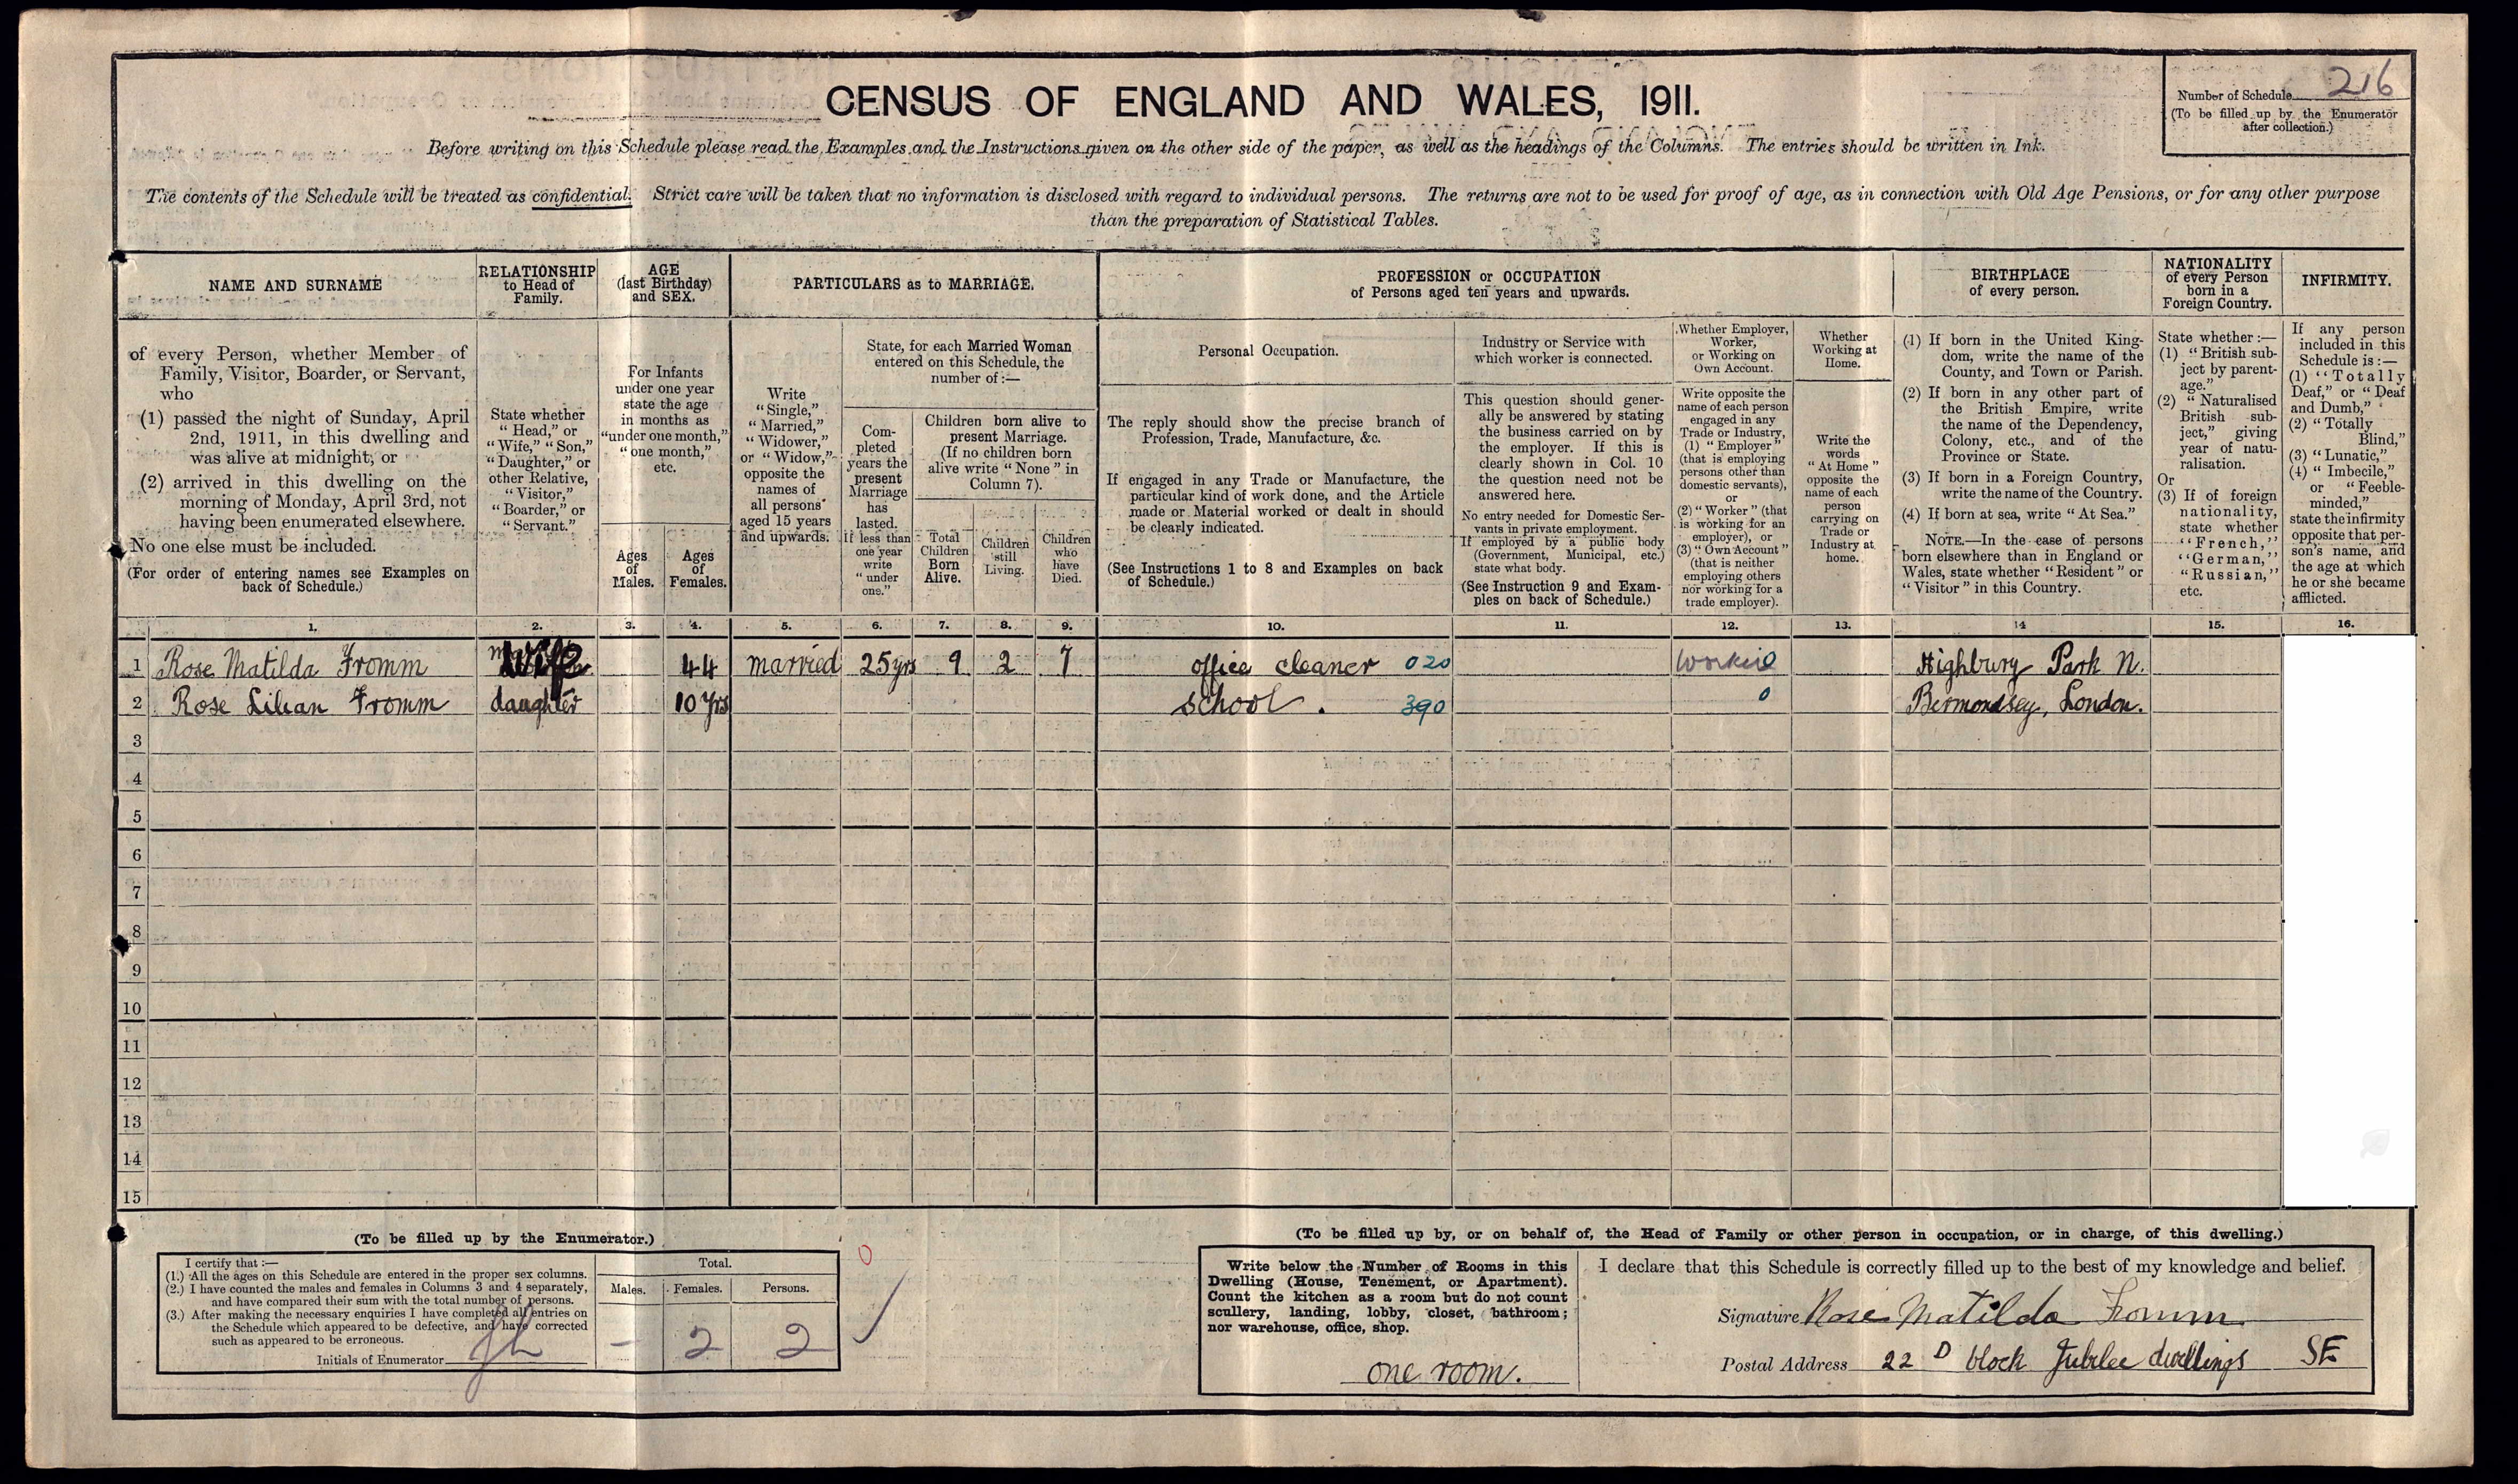 CENSUS OF ENGLAND AND WALES, 1911.
Number of Schedule 216
(To be filled up by the Enumerator
after collection.)
Before writing on this Schedule please read the Examples and the Instructions given on the other side of the paper, as well as the headings of the Columns. The entries should be written in Ink.
The contents of the Schedule will be treated as confidential. Strict care will be taken that no information is disclosed with regard to individual persons. The returns are not to be used for proof of age, as in connection with Old Age Pensions, or for any other purpose
than the preparation of Statistical Tables.
NAME AND SURNAME
of every Person, whether Member of
Family, Visitor, Boarder, or Servant,
who
(1) passed the night of Sunday, April
2nd, 1911, in this dwelling and
was alive at midnight, or
(2) arrived in this dwelling on the
morning of Monday, April 3rd, not
having been enumerated elsewhere.
No one else must be included.
(For order of entering names see Examples on
back of Schedule.)
RELATIONSHIP
to Head of
Family.
State whether
"Head," or
"Wife," "Son,"
"Daughter," or
other Relative,
"Visitor,"
"Boarder," or
"Servant."
AGE
(last Birthday)
and SEX.
For Infants
under one year
state the age
in months as
"under one month,"
"one month,"
etc.
Ages
of
Males.
Ages
of
Females.
PARTICULARS as to MARRIAGE.
Write
"Single,"
"Married,"
"Widower,"
or "Widow,"
opposite the
names of
all persons
aged 15 years
and upwards.
State, for each Married Woman
entered on this Schedule, the
number of:—
Com-
pleted
years the
present
Marriage
has
lasted.
If less than
one year
write
"under
one."
Children born alive to
present Marriage.
(If no children born
alive write "None" in
Column 7).
Total
Children
Born
Alive.
Children
still
Living.
Children
who
have
Died.
PROFESSION or OCCUPATION
of Persons aged ten years and upwards.
Personal Occupation.
The reply should show the precise branch of
Profession, Trade, Manufacture, &c.
If engaged in any Trade or Manufacture, the
particular kind of work done, and the Article
made or Material worked or dealt in should
be clearly indicated.
(See Instructions 1 to 8 and Examples on back
of Schedule.)
Industry or Service with
which worker is connected.
This question should gener-
ally be answered by stating
the business carried on by
the employer. If this is
clearly shown in Col. 10
the question need not be
answered here.
No entry needed for Domestic Ser-
vants in private employment.
If employed by a public body
(Government, Municipal, etc.)
state what body.
(See Instruction 9 and Exam-
ples on back of Schedule.)
Whether Employer,
Worker,
or Working on
Own Account.
Write opposite the
name of each person
engaged in any
Trade or Industry,
(1) "Employer"
(that is employing
persons other than
domestic servants),
or
(2) "Worker" (that
is working for an
employer), or
(3) "Own Account"
(that is neither
employing others
nor working for a
trade employer).
Whether
Working at
Home.
Write the
words
"At Home"
opposite the
name of each
person
carrying on
Trade or
Industry at
home.
BIRTHPLACE
of every person.
(1) If born in the United King-
dom, write the name of the
County, and Town or Parish.
(2) If born in any other part of
the British Empire, write
the name of the Dependency,
Colony, etc., and of the
Province or State.
(3) If born in a Foreign Country,
write the name of the Country.
(4) If born at sea, write "At Sea."
NOTE.—In the case of persons
born elsewhere than in England or
Wales, state whether "Resident" or
"Visitor" in this Country.
NATIONALITY
of every Person
born in a
Foreign Country.
State whether:—
(1) "British sub-
ject by parent-
age."
(2) "Naturalised
British sub-
ject," giving
year of natu-
ralisation.
Or
(3) If of foreign
nationality,
state whether
"French,"
"German,"
"Russian,"
etc.
INFIRMITY.
If any person
included in this
Schedule is:—
(1) "Totally
Deaf," or "Deaf
and Dumb,"
(2) "Totally
Blind,"
(3) "Lunatic,"
(4) "Imbecile,"
or "Feeble-
minded,"
state the infirmity
opposite that per-
son's name, and
the age at which
he or she became
afflicted.
1. 2. 3. 4. 5. 6. 7. 8. 9. 10. 11. 12. 13. 14 15. 16.
1 Rose Matilda Fromm Wife 44 married 25 yrs 9 2 7 office cleaner 020 Worker 0 Highbury Park N.
2 Rose Lilian Fromm daughter 10 yrs school. 390 0 Bermondsey, London.
3
4
5
6
7
8
9
10
11
12
13
14
15
(To be filled up by the Enumerator.)
I certify that:—
(1.) All the ages on this Schedule are entered in the proper sex columns.
(2.) I have counted the males and females in Columns 3 and 4 separately,
and have compared their sum with the total number of persons.
(3.) After making the necessary enquiries I have completed all entries on
the Schedule which appeared to be defective, and have corrected
such as appeared to be erroneous.
Initials of Enumerator
Total.
Males. Females. Persons.
– 2 2
0
(To be filled up by, or on behalf of, the Head of Family or other person in occupation, or in charge, of this dwelling.)
Write below the Number of Rooms in this
Dwelling (House, Tenement, or Apartment).
Count the kitchen as a room but do not count
scullery, landing, lobby, closet, bathroom;
nor warehouse, office, shop.
one room.
I declare that this Schedule is correctly filled up to the best of my knowledge and belief.
Signature Rose Matilda Fromm
Postal Address 22 D block Jubilee dwellings SE